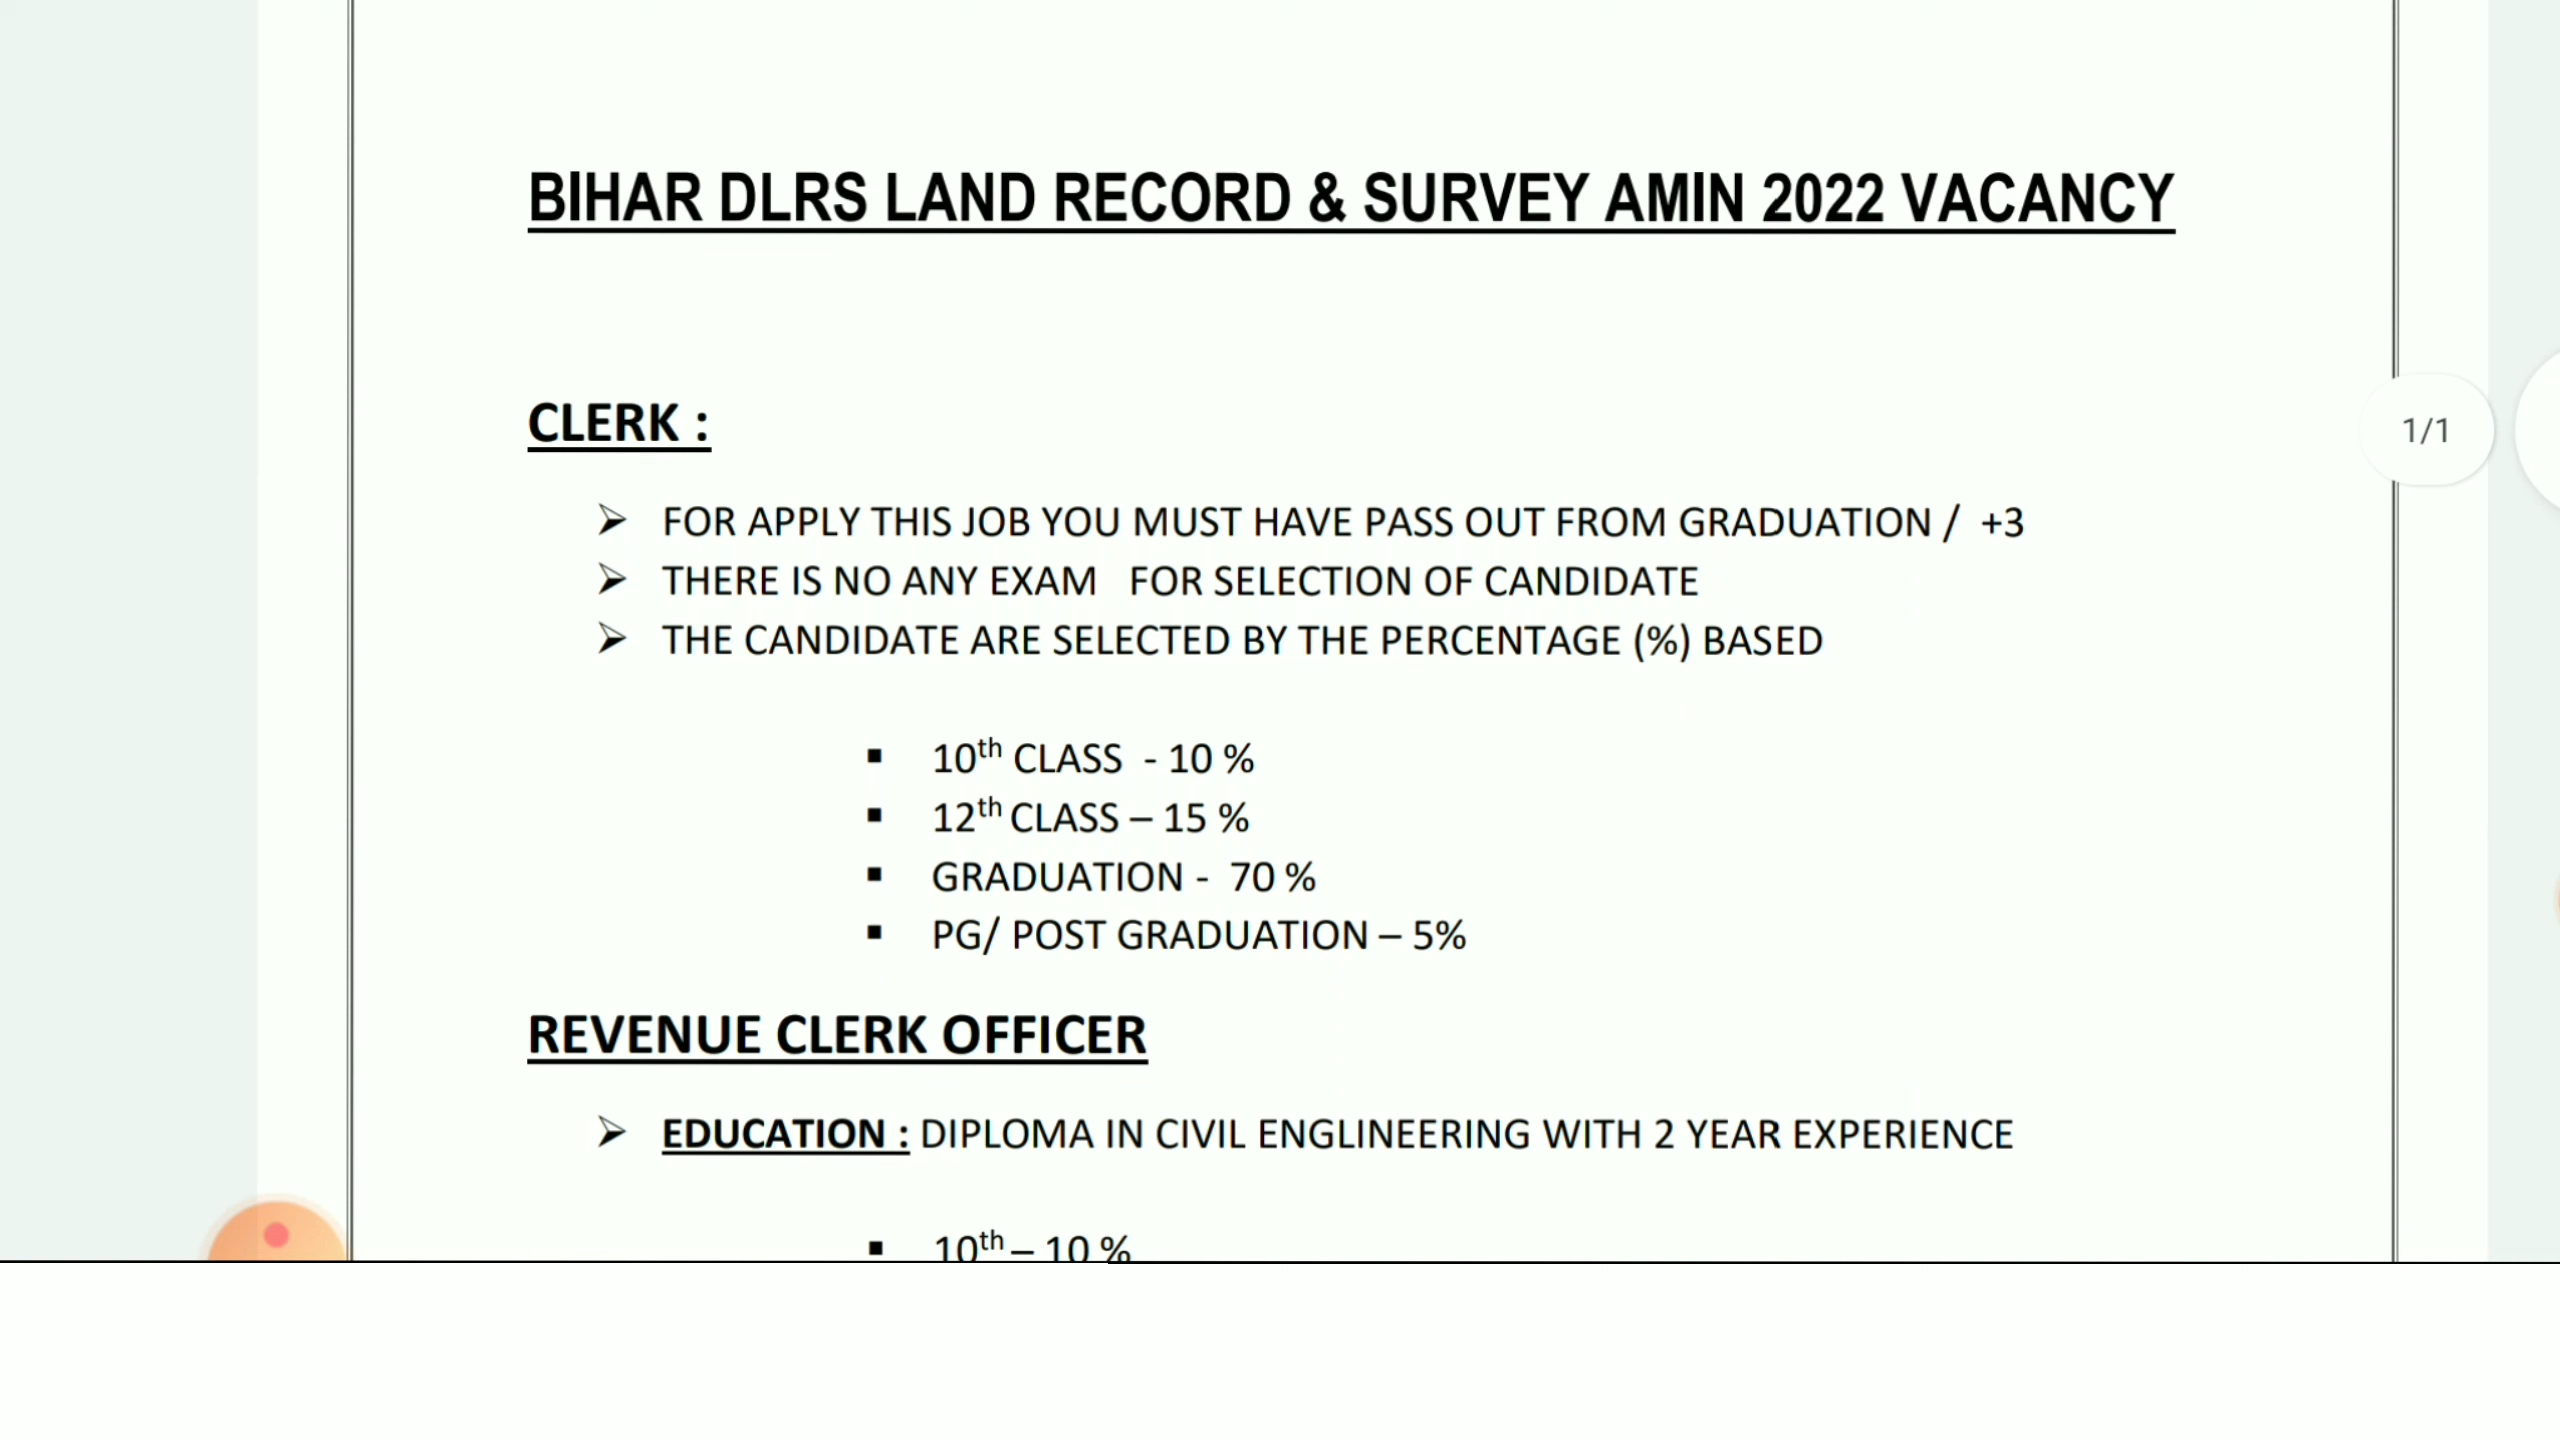 BIHAR DLRS LAND RECORD & SURVEY AMIN 2022 VACANCY
CLERK :
➢ FOR APPLY THIS JOB YOU MUST HAVE PASS OUT FROM GRADUATION / +3
➢ THERE IS NO ANY EXAM FOR SELECTION OF CANDIDATE
➢ THE CANDIDATE ARE SELECTED BY THE PERCENTAGE (%) BASED
▪ 10th CLASS - 10 %
▪ 12th CLASS – 15 %
▪ GRADUATION - 70 %
▪ PG/ POST GRADUATION – 5%
REVENUE CLERK OFFICER
➢ EDUCATION : DIPLOMA IN CIVIL ENGLINEERING WITH 2 YEAR EXPERIENCE
▪ 10th – 10 %
1/1